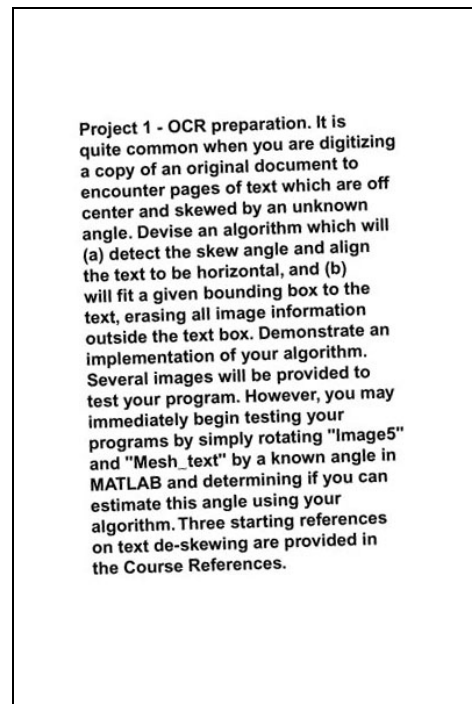 Project 1 - OCR preparation. It is
quite common when you are digitizing
a copy of an original document to
encounter pages of text which are off
center and skewed by an unknown
angle. Devise an algorithm which will
(a) detect the skew angle and align
the text to be horizontal, and (b)
will fit a given bounding box to the
text, erasing all image information
outside the text box. Demonstrate an
implementation of your algorithm.
Several images will be provided to
test your program. However, you may
immediately begin testing your
programs by simply rotating "Image5"
and "Mesh_text" by a known angle in
MATLAB and determining if you can
estimate this angle using your
algorithm. Three starting references
on text de-skewing are provided in
the Course References.